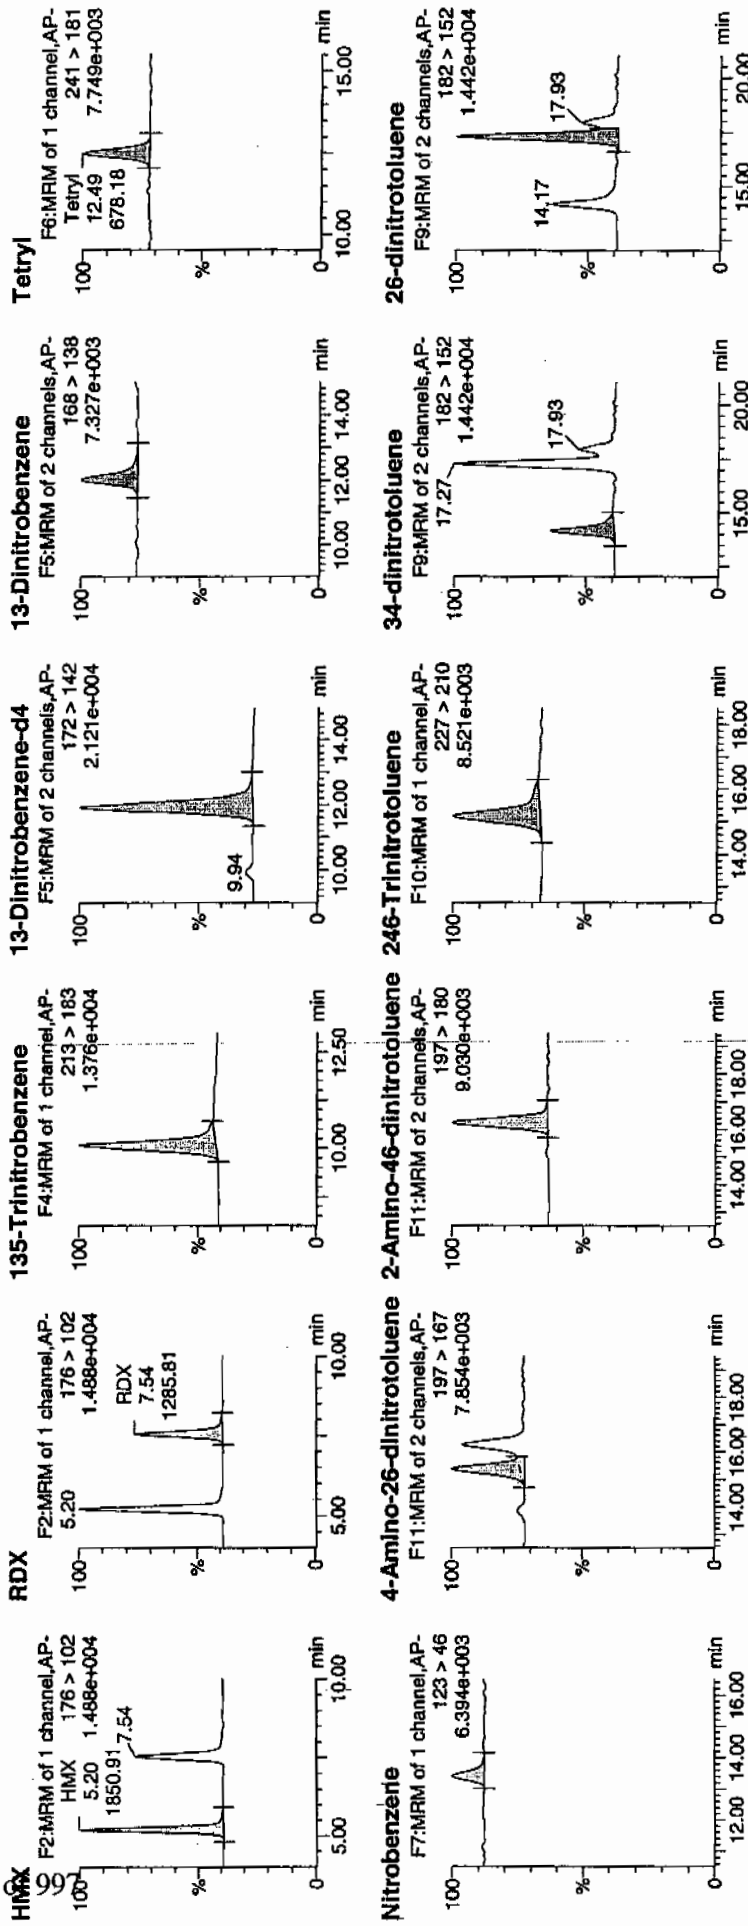 HMX
F2:MRM of 1 channel,AP-
176 > 102
1.488e+004
HMX
5.20
1850.91
7.54
100
%
0
5.00
10.00
min
997
RDX
F2:MRM of 1 channel,AP-
176 > 102
1.488e+004
5.20
RDX
7.54
1285.81
100
%
0
5.00
10.00
min
135-Trinitrobenzene
F4:MRM of 1 channel,AP-
213 > 183
1.376e+004
100
%
0
10.00
12.50
min
13-Dinitrobenzene-d4
F5:MRM of 2 channels,AP-
172 > 142
2.121e+004
9.94
100
%
0
10.00
12.00
14.00
min
13-Dinitrobenzene
F5:MRM of 2 channels,AP-
168 > 138
7.327e+003
100
%
0
10.00
12.00
14.00
min
Tetryl
F6:MRM of 1 channel,AP-
241 > 181
7.749e+003
Tetryl
12.49
678.18
100
%
0
10.00
15.00
min
Nitrobenzene
F7:MRM of 1 channel,AP-
123 > 46
6.394e+003
100
%
0
12.00
14.00
16.00
min
4-Amino-26-dinitrotoluene
F11:MRM of 2 channels,AP-
197 > 167
7.854e+003
100
%
0
14.00
16.00
18.00
min
2-Amino-46-dinitrotoluene
F11:MRM of 2 channels,AP-
197 > 180
9.030e+003
100
%
0
14.00
16.00
18.00
min
246-Trinitrotoluene
F10:MRM of 1 channel,AP-
227 > 210
8.521e+003
100
%
0
14.00
16.00
18.00
min
34-dinitrotoluene
F9:MRM of 2 channels,AP-
182 > 152
1.442e+004
17.27
17.93
100
%
0
15.00
20.00
min
26-dinitrotoluene
F9:MRM of 2 channels,AP-
182 > 152
1.442e+004
14.17
17.93
100
%
0
15.00
20.00
min